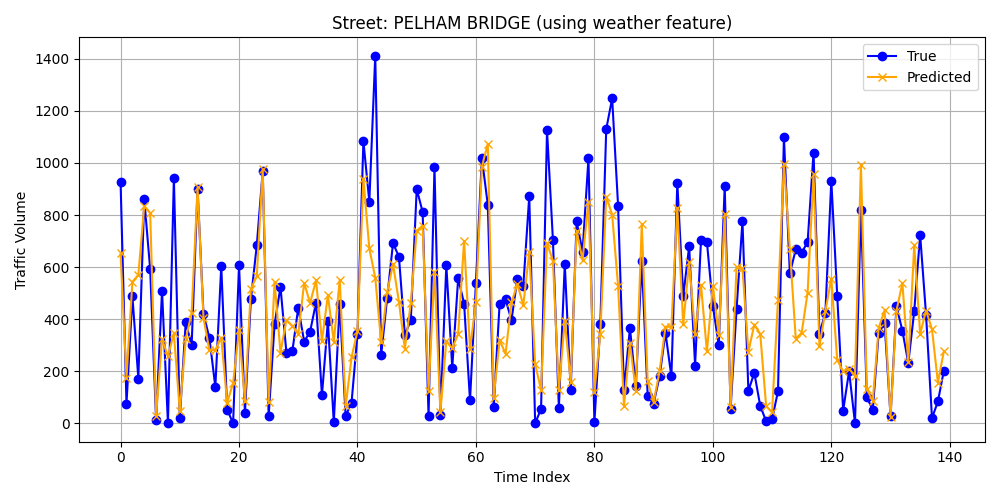 Street: PELHAM BRIDGE (using weather feature)
True
Predicted
Traffic Volume
1400
1200
1000
800
600
400
200
0
0 20 40 60 80 100 120 140
Time Index